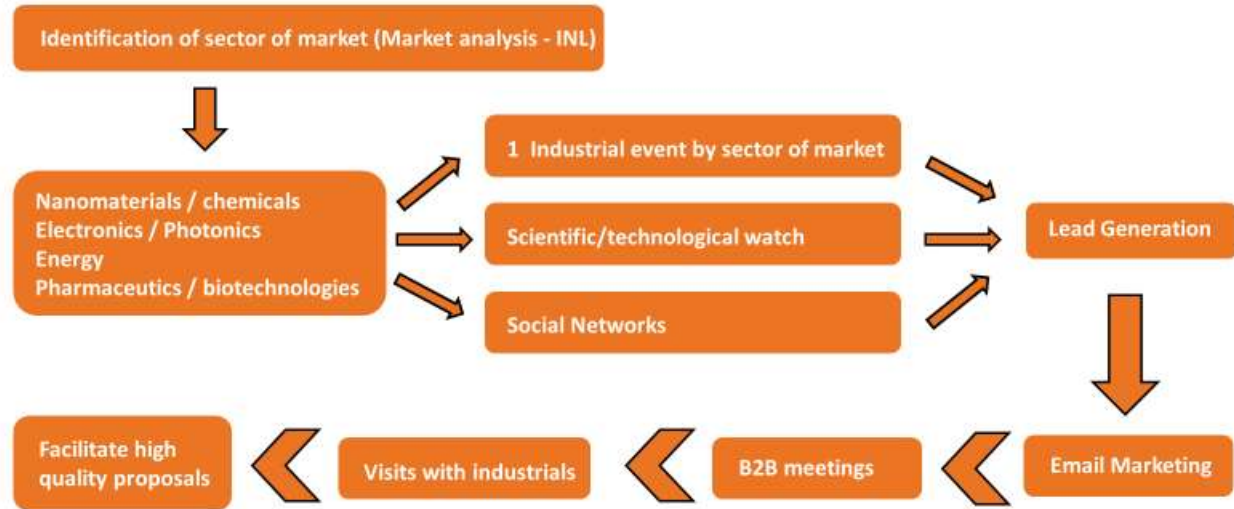 Identification of sector of market (Market analysis - INL)
Nanomaterials / chemicals
Electronics / Photonics
Energy
Pharmaceutics / biotechnologies
1 Industrial event by sector of market
Scientific/technological watch
Social Networks
Lead Generation
Email Marketing
B2B meetings
Visits with industrials
Facilitate high
quality proposals